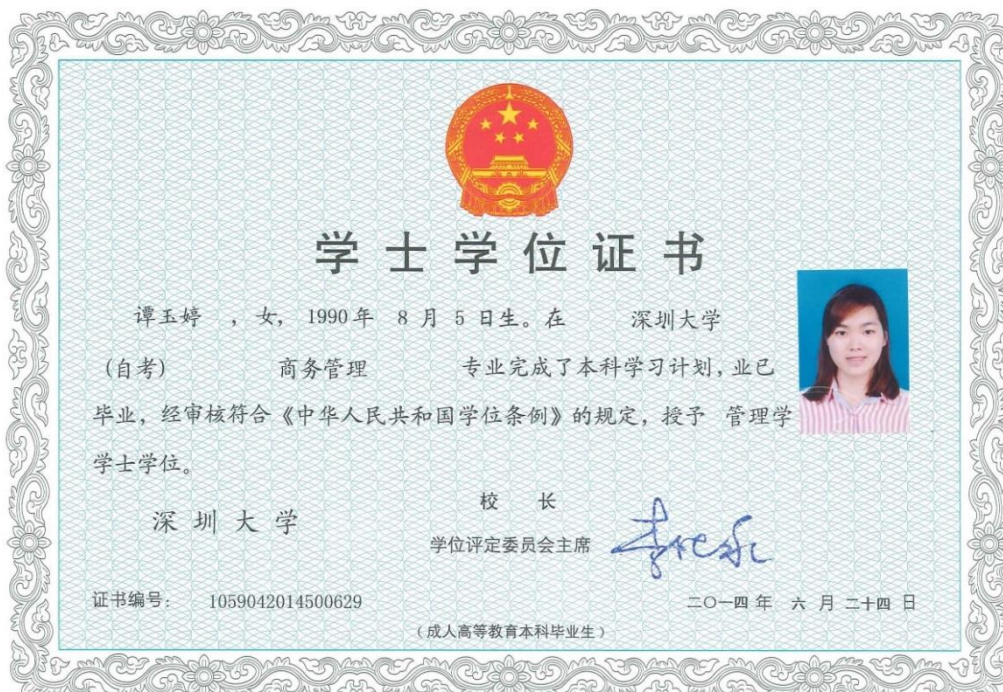 学士学位证书
谭玉婷 ，女，1990年 8月 5日生。在 深圳大学
(自考) 商务管理 专业完成了本科学习计划，业已
毕业，经审核符合《中华人民共和国学位条例》的规定，授予 管理学
学士学位。
深圳大学
校 长
学位评定委员会主席
证书编号： 1059042014500629
二〇一四年 六月二十四日
（成人高等教育本科毕业生）